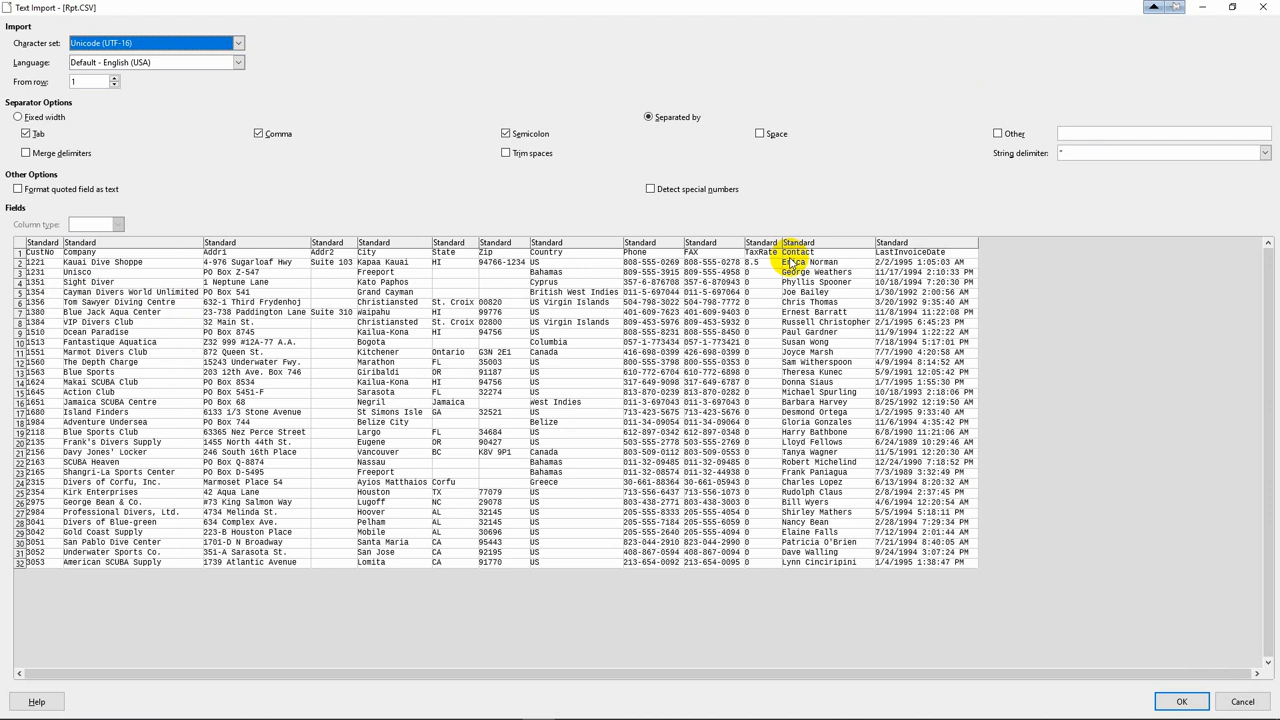 Text Import - [Rpt.CSV]
Import
Character set: Unicode (UTF-16)
Language: Default - English (USA)
From row: 1
Separator Options
Fixed width Separated by
Tab Comma Semicolon Space Other
Merge delimiters Trim spaces String delimiter: "
Other Options
Format quoted field as text Detect special numbers
Fields
Column type:
Standard Standard Standard Standard Standard Standard Standard Standard Standard Standard Standard Standard Standard
1 CustNo Company Addr1 Addr2 City State Zip Country Phone FAX TaxRate Contact LastInvoiceDate
2 1221 Kauai Dive Shoppe 4-976 Sugarloaf Hwy Suite 103 Kapaa Kauai HI 94766-1234 US 808-555-0269 808-555-0278 8.5 Erica Norman 2/2/1995 1:05:03 AM
3 1231 Unisco PO Box Z-547 Freeport Bahamas 809-555-3915 809-555-4958 0 George Weathers 11/17/1994 2:10:33 PM
4 1351 Sight Diver 1 Neptune Lane Kato Paphos Cyprus 357-6-876708 357-6-870943 0 Phyllis Spooner 10/18/1994 7:20:30 PM
5 1354 Cayman Divers World Unlimited PO Box 541 Grand Cayman British West Indies 011-5-697044 011-5-697064 0 Joe Bailey 1/30/1992 2:00:56 AM
6 1356 Tom Sawyer Diving Centre 632-1 Third Frydenhoj Christiansted St. Croix 00820 US Virgin Islands 504-798-3022 504-798-7772 0 Chris Thomas 3/20/1992 9:35:40 AM
7 1380 Blue Jack Aqua Center 23-738 Paddington Lane Suite 310 Waipahu HI 99776 US 401-609-7623 401-609-9403 0 Ernest Barratt 11/8/1994 11:22:08 PM
8 1384 VIP Divers Club 32 Main St. Christiansted St. Croix 02800 US Virgin Islands 809-453-5976 809-453-5932 0 Russell Christopher 2/1/1995 6:45:23 PM
9 1510 Ocean Paradise PO Box 8745 Kailua-Kona HI 94756 US 808-555-8231 808-555-8450 0 Paul Gardner 11/9/1994 1:22:22 AM
10 1513 Fantastique Aquatica Z32 999 #12A-77 A.A. Bogota Columbia 057-1-773434 057-1-773421 0 Susan Wong 7/18/1994 5:17:01 PM
11 1551 Marmot Divers Club 872 Queen St. Kitchener Ontario G3N 2E1 Canada 416-698-0399 426-698-0399 0 Joyce Marsh 7/7/1990 4:20:58 AM
12 1560 The Depth Charge 15243 Underwater Fwy. Marathon FL 35003 US 800-555-3798 800-555-0353 0 Sam Witherspoon 4/9/1994 8:14:52 AM
13 1563 Blue Sports 203 12th Ave. Box 746 Giribaldi OR 91187 US 610-772-6704 610-772-6898 0 Theresa Kunec 5/9/1991 12:05:42 PM
14 1624 Makai SCUBA Club PO Box 8534 Kailua-Kona HI 94756 US 317-649-9098 317-649-6787 0 Donna Siaus 1/7/1992 1:55:30 PM
15 1645 Action Club PO Box 5451-F Sarasota FL 32274 US 813-870-0239 813-870-0282 0 Michael Spurling 10/18/1993 2:18:06 PM
16 1651 Jamaica SCUBA Centre PO Box 68 Negril Jamaica West Indies 011-3-697043 011-3-697043 0 Barbara Harvey 8/25/1992 12:19:50 AM
17 1680 Island Finders 6133 1/3 Stone Avenue St Simons Isle GA 32521 US 713-423-5675 713-423-5676 0 Desmond Ortega 1/2/1995 9:33:40 AM
18 1984 Adventure Undersea PO Box 744 Belize City Belize 011-34-09054 011-34-09064 0 Gloria Gonzales 11/6/1994 4:35:42 PM
19 2118 Blue Sports Club 63365 Nez Perce Street Largo FL 34684 US 612-897-0342 612-897-0348 0 Harry Bathbone 6/8/1990 11:21:06 AM
20 2135 Frank's Divers Supply 1455 North 44th St. Eugene OR 90427 US 503-555-2778 503-555-2769 0 Lloyd Fellows 6/24/1989 10:29:46 AM
21 2156 Davy Jones' Locker 246 South 16th Place Vancouver BC K8V 9P1 Canada 803-509-0112 803-509-0553 0 Tanya Wagner 11/5/1991 12:20:30 AM
22 2163 SCUBA Heaven PO Box Q-8874 Nassau Bahamas 011-32-09485 011-32-09485 0 Robert Michelind 12/24/1990 7:18:52 PM
23 2165 Shangri-La Sports Center PO Box D-5495 Freeport Bahamas 011-32-08574 011-32-44938 0 Frank Paniagua 7/3/1989 3:32:49 PM
24 2315 Divers of Corfu, Inc. Marmoset Place 54 Ayios Matthaios Corfu Greece 30-661-88364 30-661-05943 0 Charles Lopez 6/13/1994 8:20:32 AM
25 2354 Kirk Enterprises 42 Aqua Lane Houston TX 77079 US 713-556-6437 713-556-1073 0 Rudolph Claus 2/8/1994 2:37:45 PM
26 2975 George Bean & Co. #73 King Salmon Way Lugoff NC 29078 US 803-438-2771 803-438-3003 0 Bill Wyers 4/6/1994 12:20:54 AM
27 2984 Professional Divers, Ltd. 4734 Melinda St. Hoover AL 32145 US 205-555-8333 205-555-4054 0 Shirley Mathers 5/5/1994 5:18:11 PM
28 3041 Divers of Blue-green 634 Complex Ave. Pelham AL 32145 US 205-555-7184 205-555-6059 0 Nancy Bean 2/28/1994 7:29:34 PM
29 3042 Gold Coast Supply 223-B Houston Place Mobile AL 30696 US 205-555-2640 205-555-4094 0 Elaine Falls 7/12/1994 2:01:44 AM
30 3051 San Pablo Dive Center 1701-D N Broadway Santa Maria CA 95443 US 823-044-2910 823-044-2990 0 Patricia O'Brien 7/21/1994 8:40:05 AM
31 3052 Underwater Sports Co. 351-A Sarasota St. San Jose CA 92195 US 408-867-0594 408-867-0094 0 Dave Walling 9/24/1994 3:07:24 PM
32 3053 American SCUBA Supply 1739 Atlantic Avenue Lomita CA 91770 US 213-654-0092 213-654-0095 0 Lynn Cinciripini 1/4/1995 1:38:47 PM
Help OK Cancel